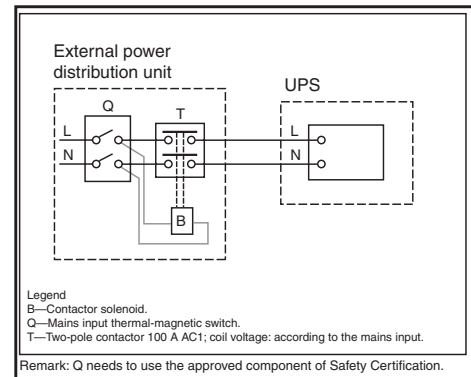 External power
distribution unit
UPS
Q
T
L
L
N
N
B
Legend
B—Contactor solenoid.
Q—Mains input thermal-magnetic switch.
T—Two-pole contactor 100 A AC1; coil voltage: according to the mains input.
Remark: Q needs to use the approved component of Safety Certification.